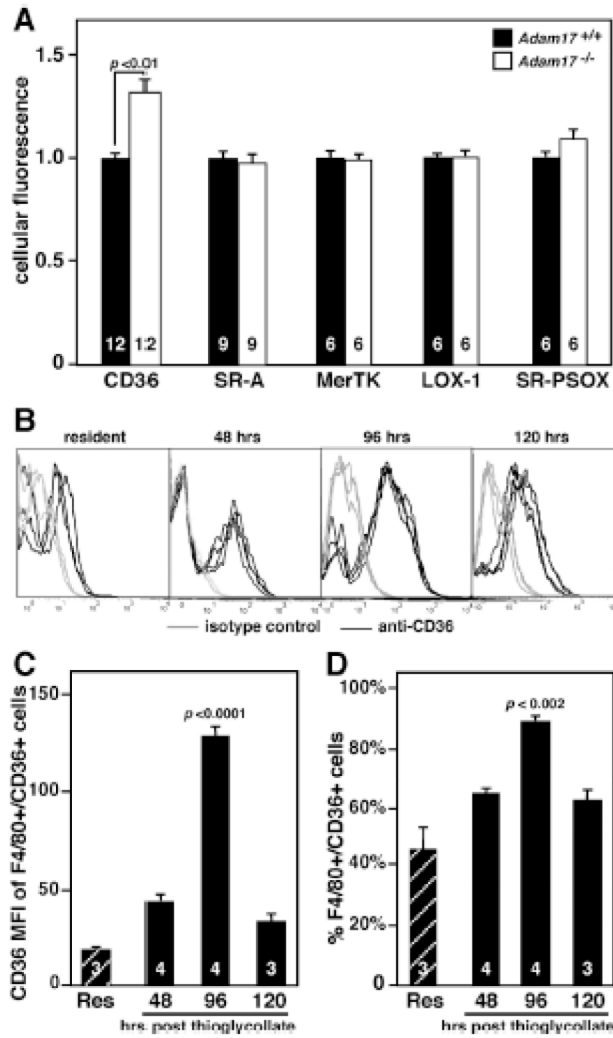 A
Adam17 +/+
Adam17 -/-
p <0.01
cellular fluorescence
1.5
1.0
0.5
0
12 12 9 9 6 6 6 6 6 6
CD36 SR-A MerTK LOX-1 SR-PSOX
B
resident 48 hrs 96 hrs 120 hrs
isotype control anti-CD36
C
CD36 MFI of F4/80+/CD36+ cells
150
100
50
0
p <0.0001
3 4 4 3
Res 48 96 120
hrs. post thioglycollate
D
% F4/80+/CD36+ cells
100%
80%
60%
40%
20%
0
p < 0.002
3 4 4 3
Res 48 96 120
hrs post thioglycollate